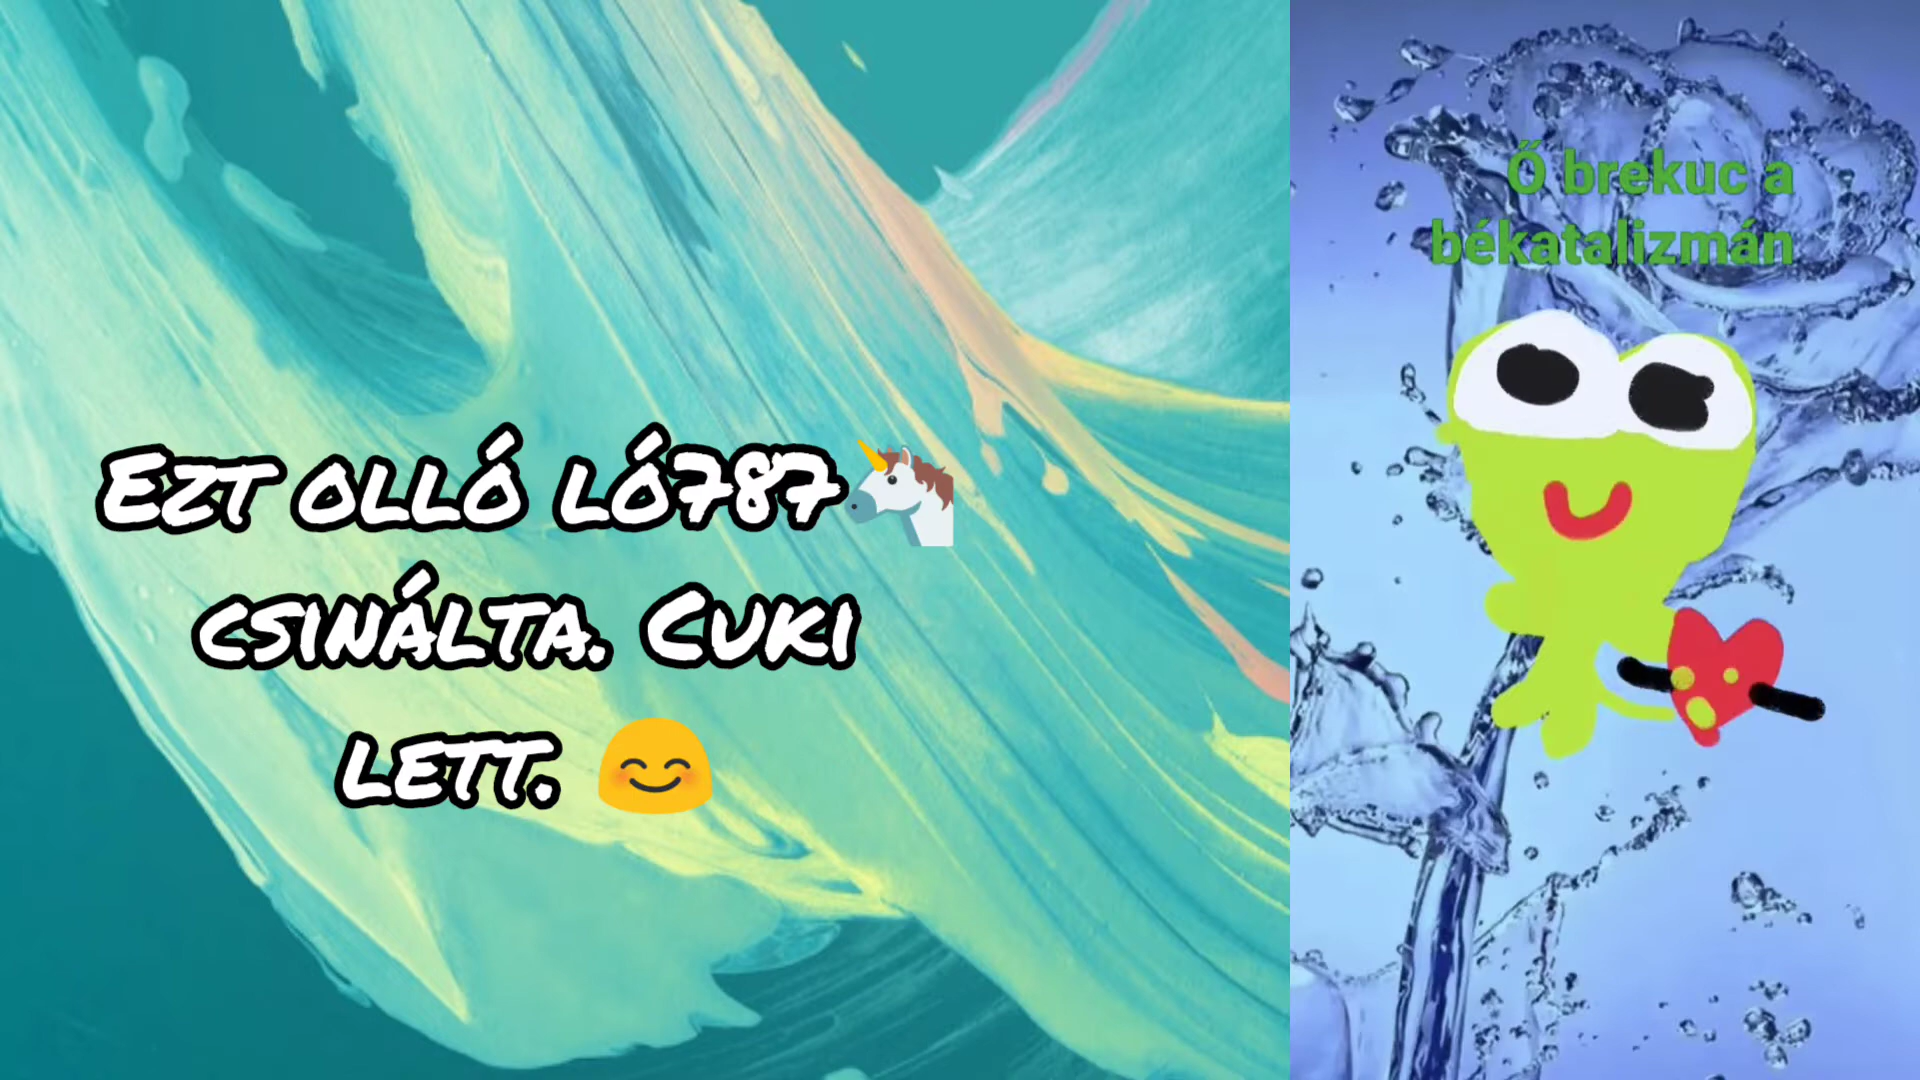 Ezt olló ló787🦄
csinálta. Cuki
lett. 😊
Ő brekuc a
békatalizmán